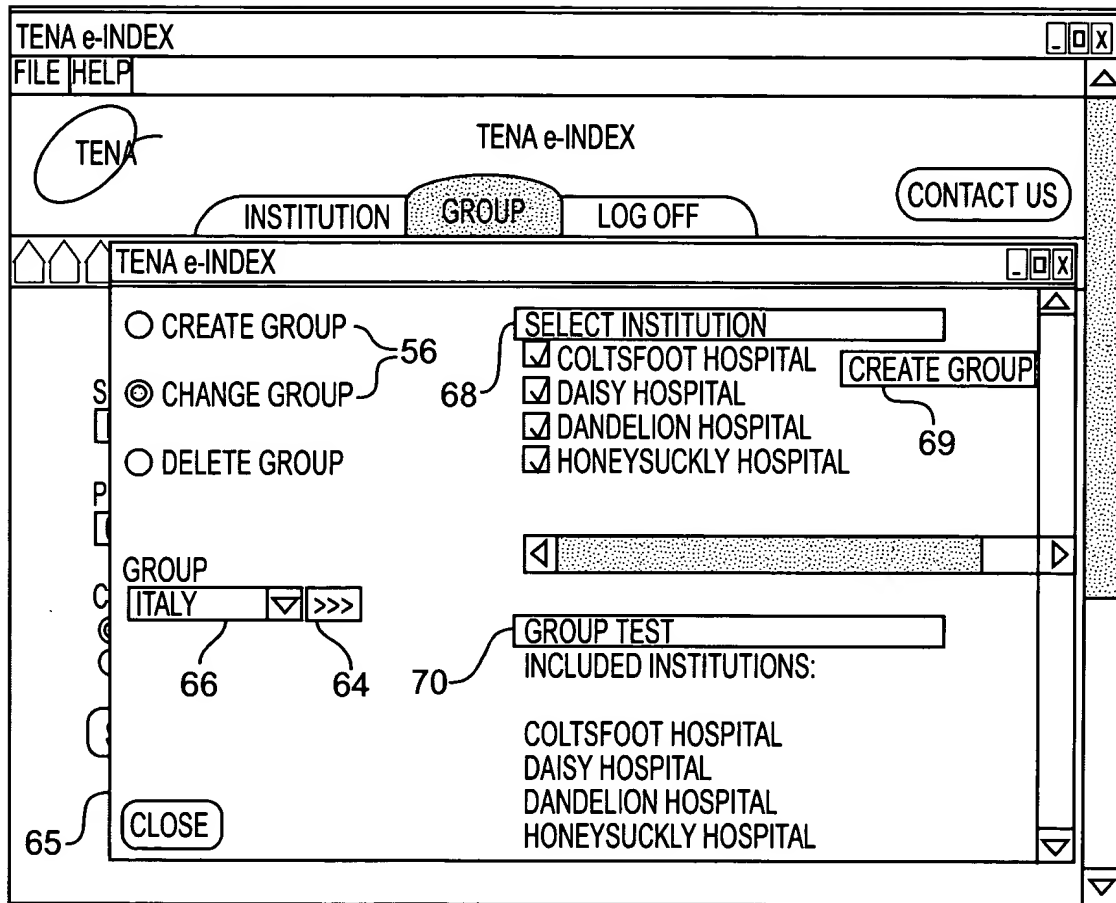 TENA e-INDEX
_ □ X
FILE HELP
TENA
TENA e-INDEX
CONTACT US
INSTITUTION GROUP LOG OFF
TENA e-INDEX
_ □ X
CREATE GROUP
56
CHANGE GROUP
DELETE GROUP
S
P
C
GROUP
ITALY >>>
66 64
CLOSE
65
SELECT INSTITUTION
COLTSFOOT HOSPITAL
CREATE GROUP
68
DAISY HOSPITAL
69
DANDELION HOSPITAL
HONEYSUCKLY HOSPITAL
GROUP TEST
70
INCLUDED INSTITUTIONS:
COLTSFOOT HOSPITAL
DAISY HOSPITAL
DANDELION HOSPITAL
HONEYSUCKLY HOSPITAL